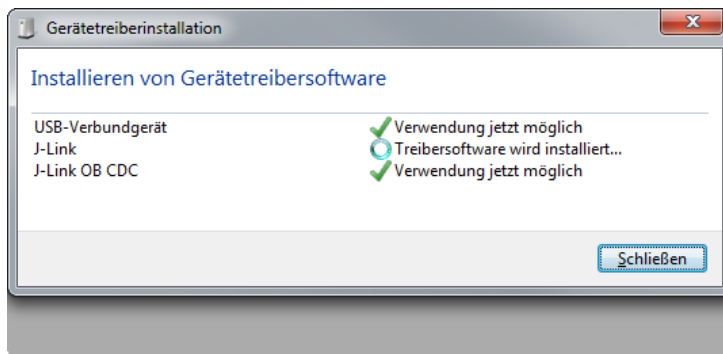 Gerätetreiberinstallation
Installieren von Gerätetreibersoftware
USB-Verbundgerät Verwendung jetzt möglich
J-Link Treibersoftware wird installiert...
J-Link OB CDC Verwendung jetzt möglich
Schließen